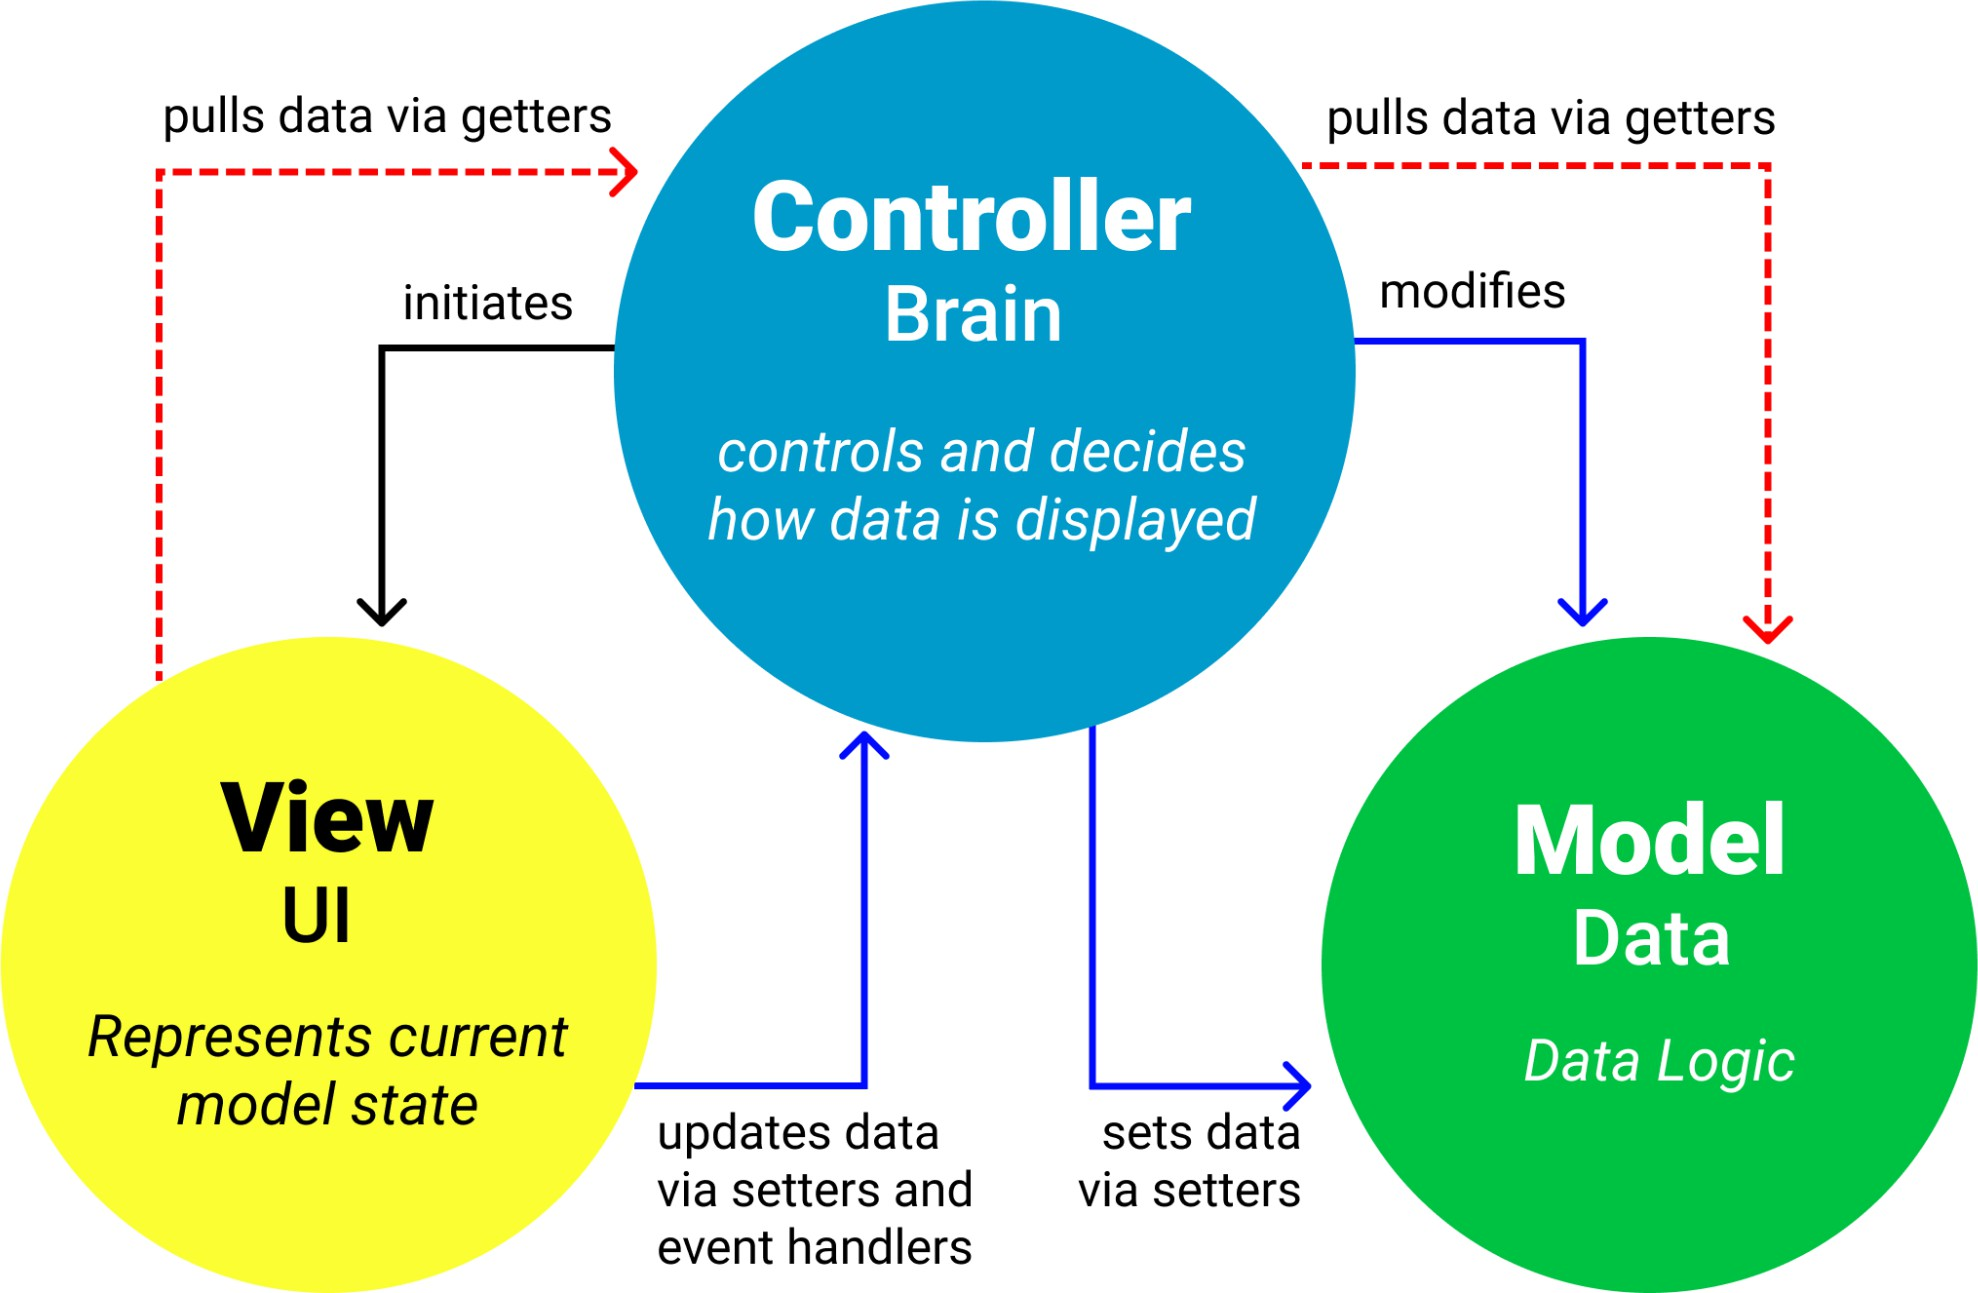 pulls data via getters
pulls data via getters
Controller
Brain
initiates
modifies
controls and decides
how data is displayed
View
UI
Represents current
model state
Model
Data
Data Logic
updates data
via setters and
event handlers
sets data
via setters